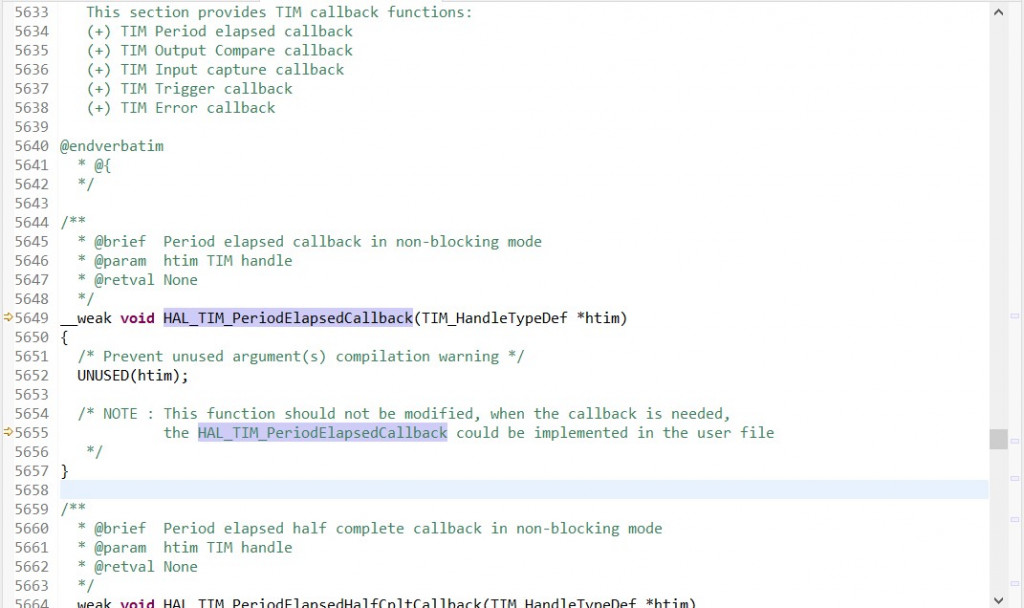 5633 This section provides TIM callback functions:
5634 (+) TIM Period elapsed callback
5635 (+) TIM Output Compare callback
5636 (+) TIM Input capture callback
5637 (+) TIM Trigger callback
5638 (+) TIM Error callback
5639
5640 @endverbatim
5641 * @{
5642 */
5643
5644 /**
5645 * @brief  Period elapsed callback in non-blocking mode
5646 * @param  htim TIM handle
5647 * @retval None
5648 */
5649 __weak void HAL_TIM_PeriodElapsedCallback(TIM_HandleTypeDef *htim)
5650 {
5651 /* Prevent unused argument(s) compilation warning */
5652 UNUSED(htim);
5653
5654 /* NOTE : This function should not be modified, when the callback is needed,
5655 the HAL_TIM_PeriodElapsedCallback could be implemented in the user file
5656 */
5657 }
5658
5659 /**
5660 * @brief  Period elapsed half complete callback in non-blocking mode
5661 * @param  htim TIM handle
5662 * @retval None
5663 */
5664 __weak void HAL_TIM_PeriodElapsedHalfCpltCallback(TIM_HandleTypeDef *htim)